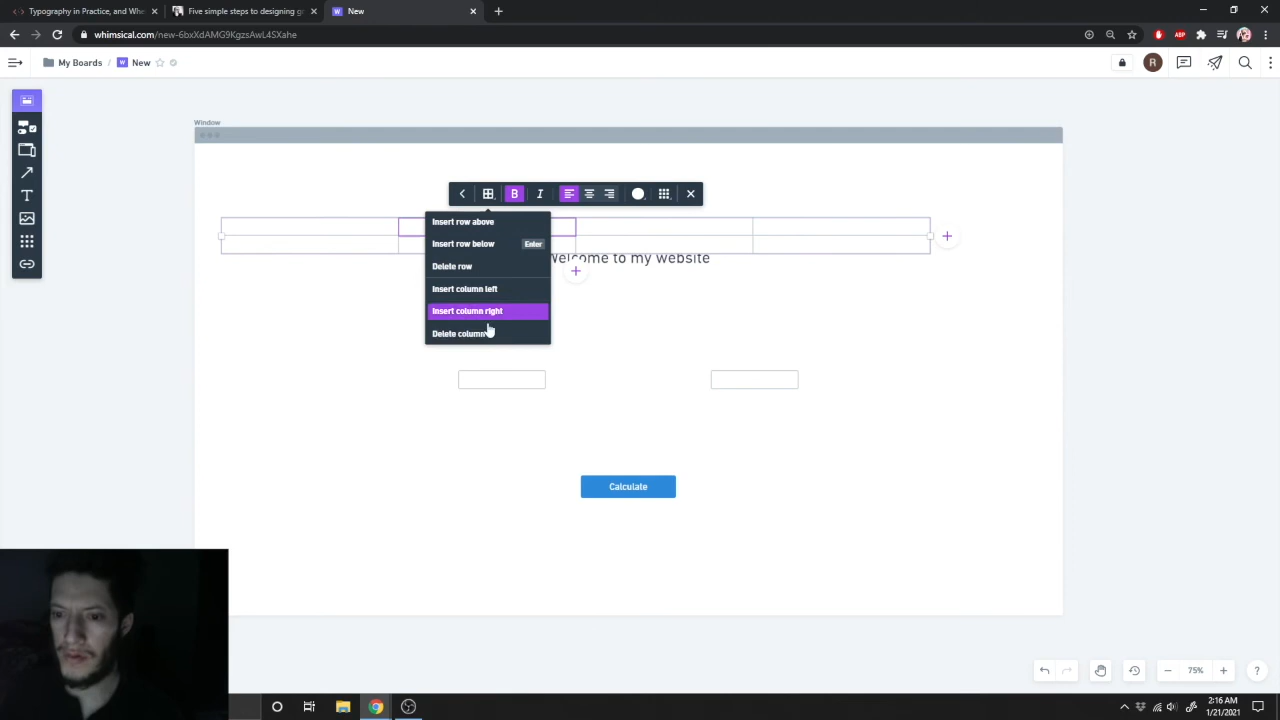 Typography in Practice, and Whe
Five simple steps to designing gr
New
whimsical.com/new-6bxXdAMG9KgzsAwL4SXahe
ABP
My Boards / New
R
Window
B I
Insert row above
Insert row below Enter
Delete row
Insert column left
Insert column right
Delete column
Welcome to my website
Calculate
75%
?
2:16 AM
1/21/2021